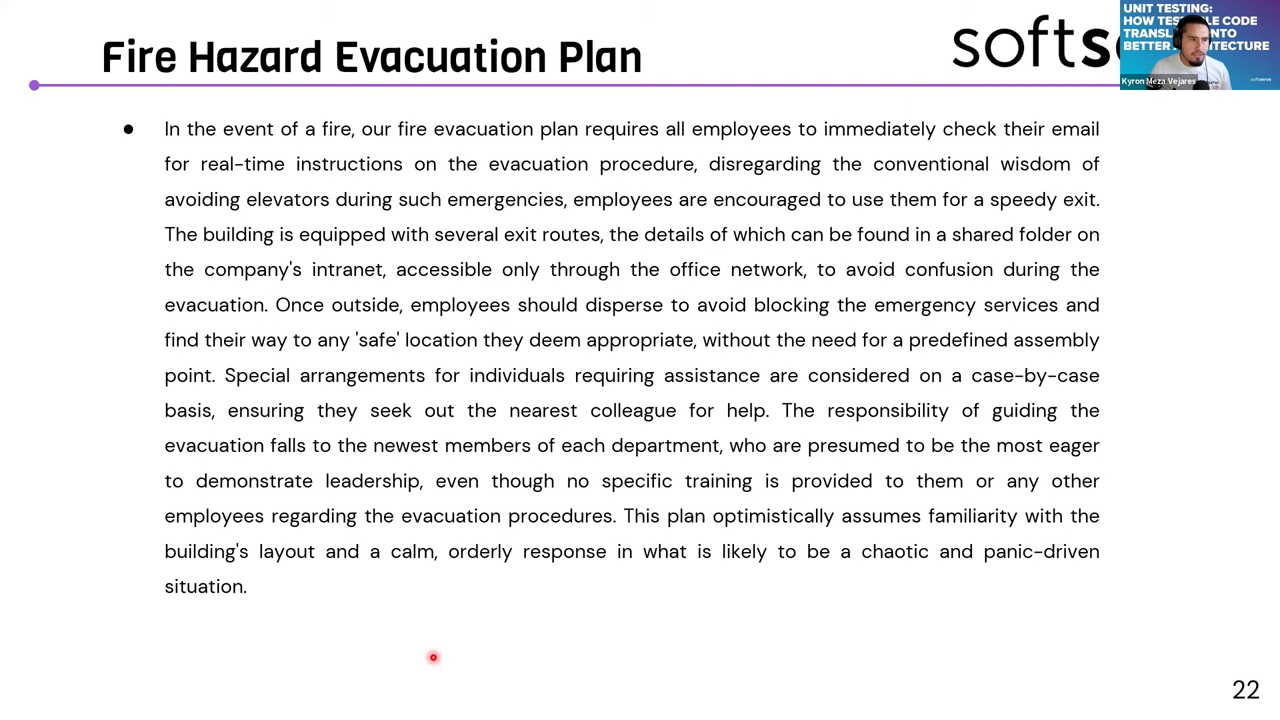 Fire Hazard Evacuation Plan
softs
UNIT TESTING:
HOW TES LE CODE
TRANSL NTO
BETTER ITECTURE
Kyron Meza Vejares
softserve
● In the event of a fire, our fire evacuation plan requires all employees to immediately check their email
for real-time instructions on the evacuation procedure, disregarding the conventional wisdom of
avoiding elevators during such emergencies, employees are encouraged to use them for a speedy exit.
The building is equipped with several exit routes, the details of which can be found in a shared folder on
the company's intranet, accessible only through the office network, to avoid confusion during the
evacuation. Once outside, employees should disperse to avoid blocking the emergency services and
find their way to any 'safe' location they deem appropriate, without the need for a predefined assembly
point. Special arrangements for individuals requiring assistance are considered on a case-by-case
basis, ensuring they seek out the nearest colleague for help. The responsibility of guiding the
evacuation falls to the newest members of each department, who are presumed to be the most eager
to demonstrate leadership, even though no specific training is provided to them or any other
employees regarding the evacuation procedures. This plan optimistically assumes familiarity with the
building's layout and a calm, orderly response in what is likely to be a chaotic and panic-driven
situation.
22